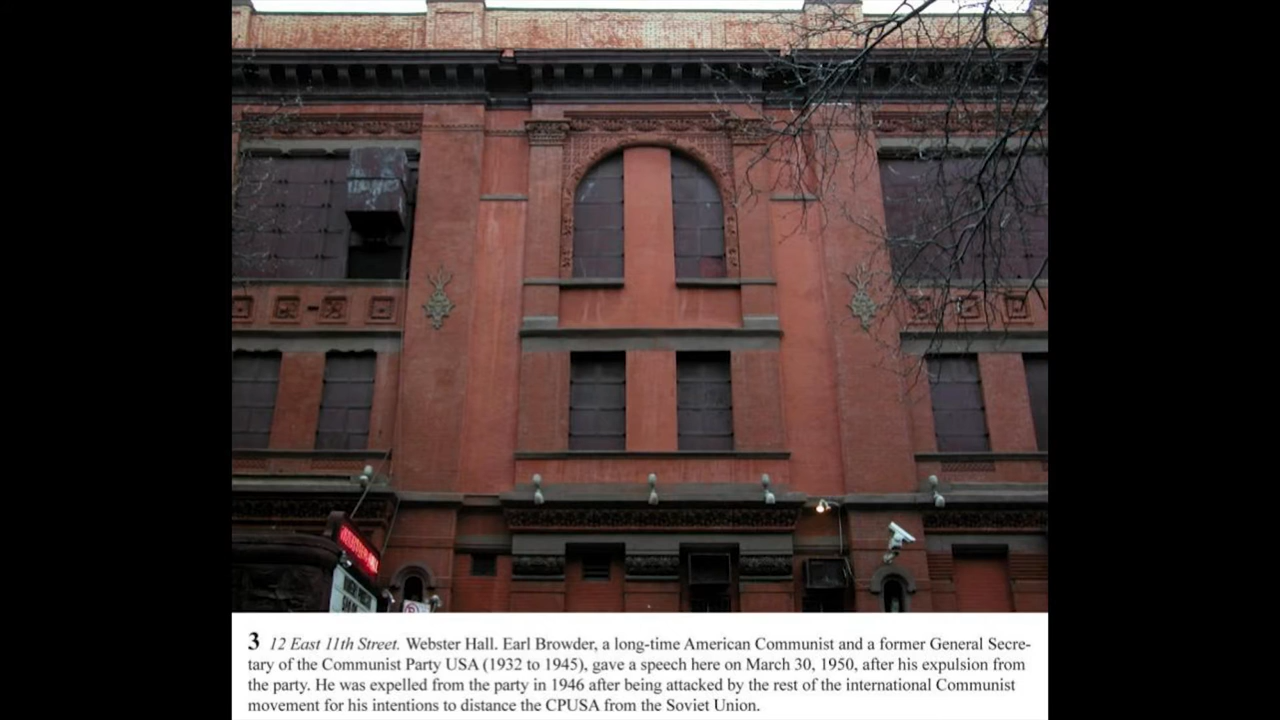 3 12 East 11th Street. Webster Hall. Earl Browder, a long-time American Communist and a former General Secre-
tary of the Communist Party USA (1932 to 1945), gave a speech here on March 30, 1950, after his expulsion from
the party. He was expelled from the party in 1946 after being attacked by the rest of the international Communist
movement for his intentions to distance the CPUSA from the Soviet Union.